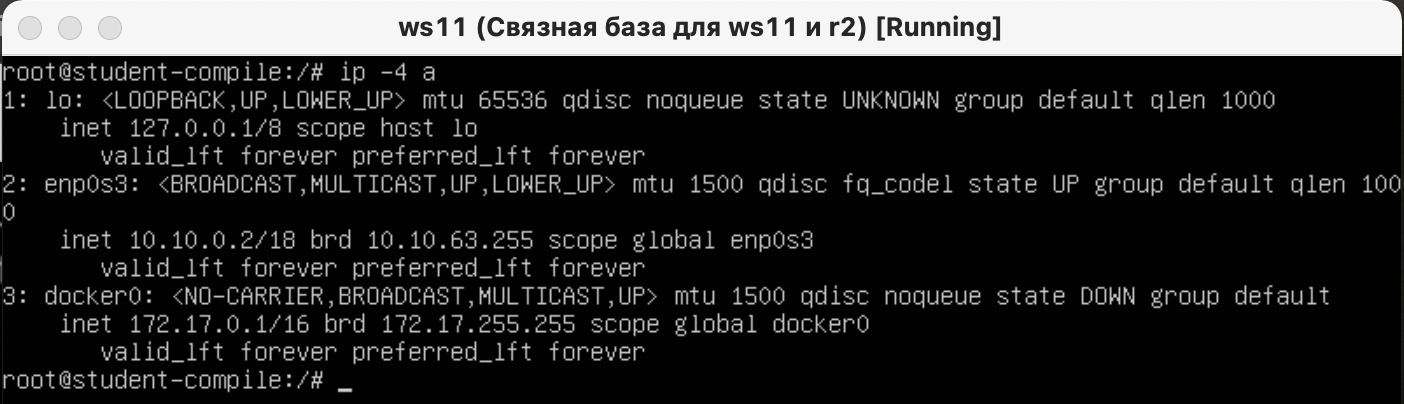 ws11 (Связная база для ws11 и r2) [Running]
root@student-compile:/# ip -4 a
1: lo: <LOOPBACK,UP,LOWER_UP> mtu 65536 qdisc noqueue state UNKNOWN group default qlen 1000
    inet 127.0.0.1/8 scope host lo
       valid_lft forever preferred_lft forever
2: enp0s3: <BROADCAST,MULTICAST,UP,LOWER_UP> mtu 1500 qdisc fq_codel state UP group default qlen 100
0
    inet 10.10.0.2/18 brd 10.10.63.255 scope global enp0s3
       valid_lft forever preferred_lft forever
3: docker0: <NO-CARRIER,BROADCAST,MULTICAST,UP> mtu 1500 qdisc noqueue state DOWN group default
    inet 172.17.0.1/16 brd 172.17.255.255 scope global docker0
       valid_lft forever preferred_lft forever
root@student-compile:/# _